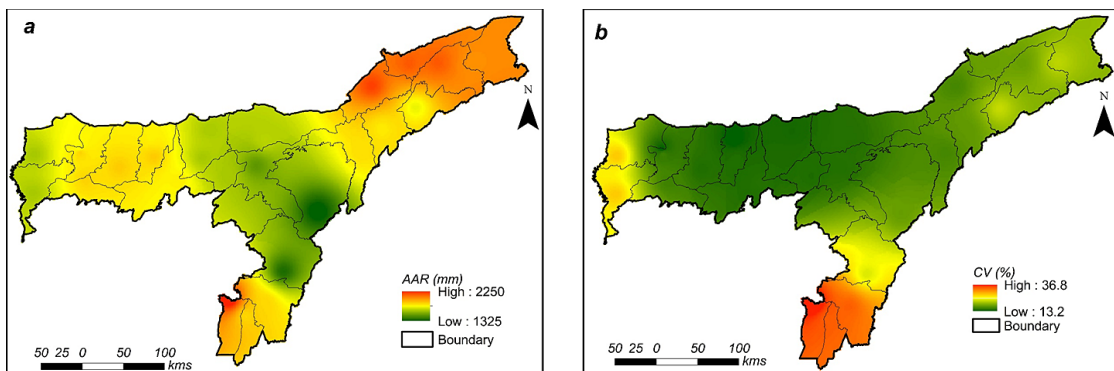 a
N
AAR (mm)
High : 2250
Low : 1325
Boundary
50 25 0 50 100
kms
b
N
CV (%)
High : 36.8
Low : 13.2
Boundary
50 25 0 50 100
kms